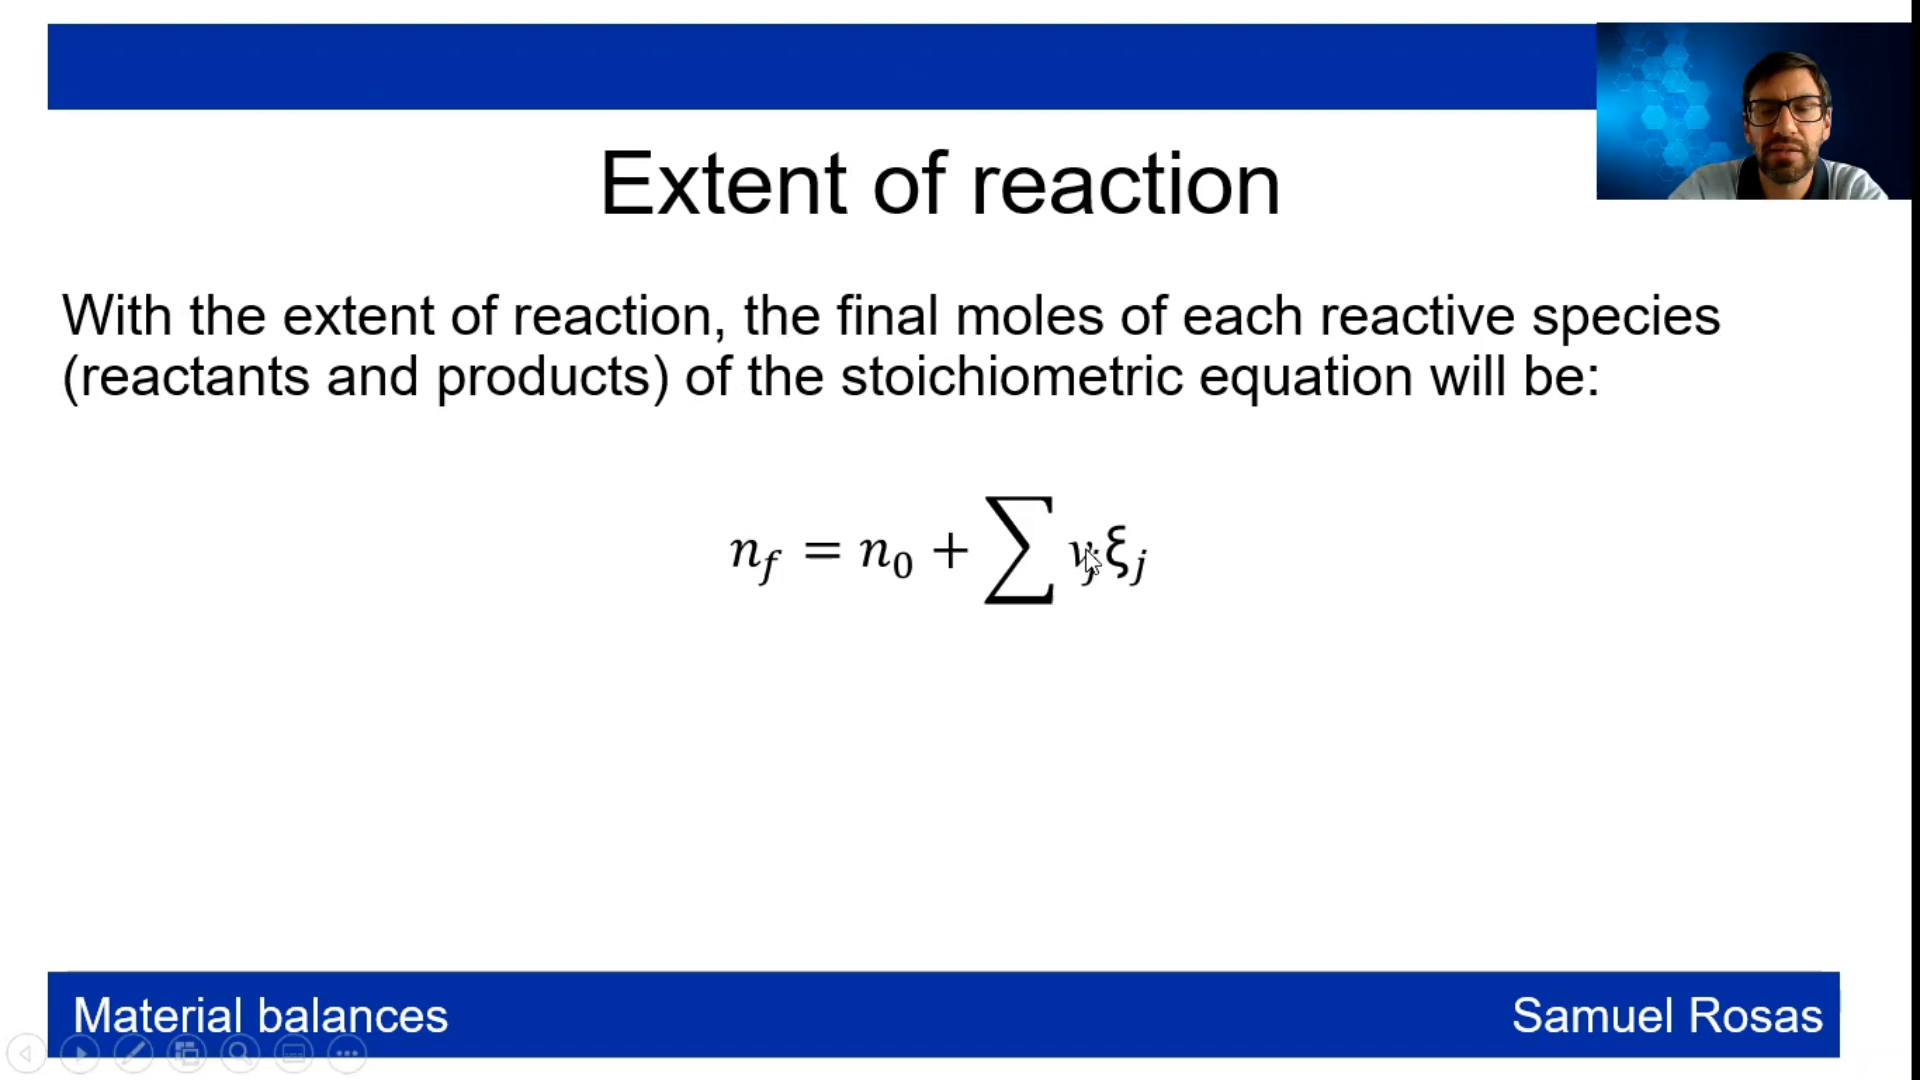 Extent of reaction
With the extent of reaction, the final moles of each reactive species
(reactants and products) of the stoichiometric equation will be:
n_f = n_0 + ∑ ν_j ξ_j
Material balances
Samuel Rosas